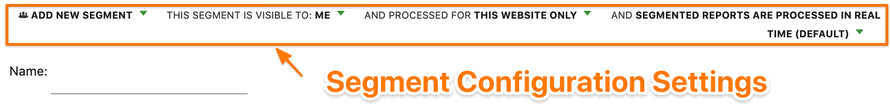 ADD NEW SEGMENT THIS SEGMENT IS VISIBLE TO: ME AND PROCESSED FOR THIS WEBSITE ONLY AND SEGMENTED REPORTS ARE PROCESSED IN REAL
TIME (DEFAULT)
Name:
Segment Configuration Settings